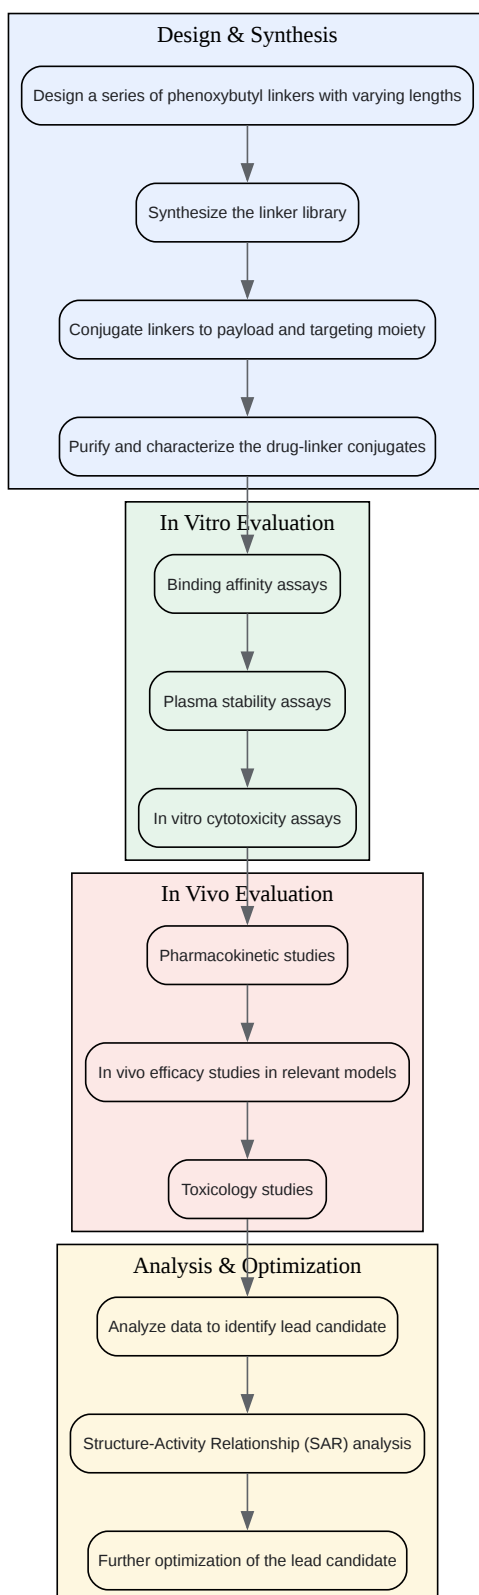 Design & Synthesis
Design a series of phenoxybutyl linkers with varying lengths
Synthesize the linker library
Conjugate linkers to payload and targeting moiety
Purify and characterize the drug-linker conjugates
In Vitro Evaluation
Binding affinity assays
Plasma stability assays
In vitro cytotoxicity assays
In Vivo Evaluation
Pharmacokinetic studies
In vivo efficacy studies in relevant models
Toxicology studies
Analysis & Optimization
Analyze data to identify lead candidate
Structure-Activity Relationship (SAR) analysis
Further optimization of the lead candidate